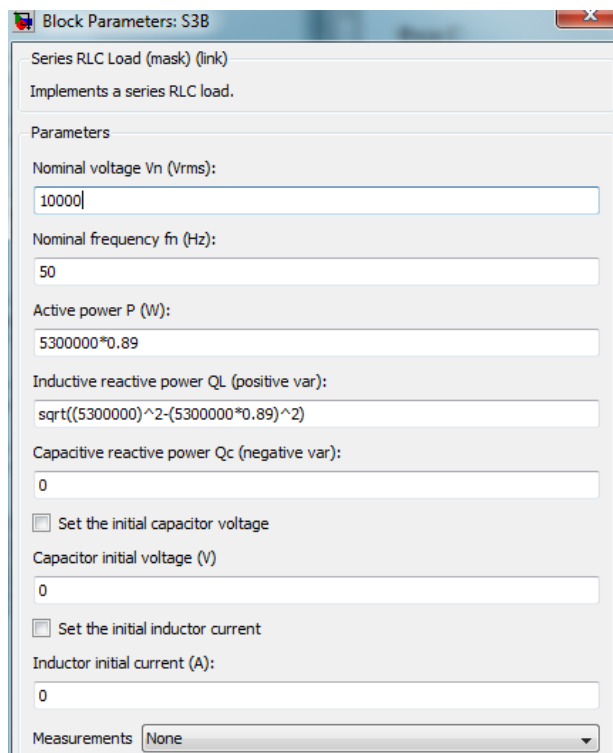 Block Parameters: S3B
Series RLC Load (mask) (link)
Implements a series RLC load.
Parameters
Nominal voltage Vn (Vrms):
10000
Nominal frequency fn (Hz):
50
Active power P (W):
5300000*0.89
Inductive reactive power QL (positive var):
sqrt((5300000)^2-(5300000*0.89)^2)
Capacitive reactive power Qc (negative var):
0
Set the initial capacitor voltage
Capacitor initial voltage (V)
0
Set the initial inductor current
Inductor initial current (A):
0
Measurements None